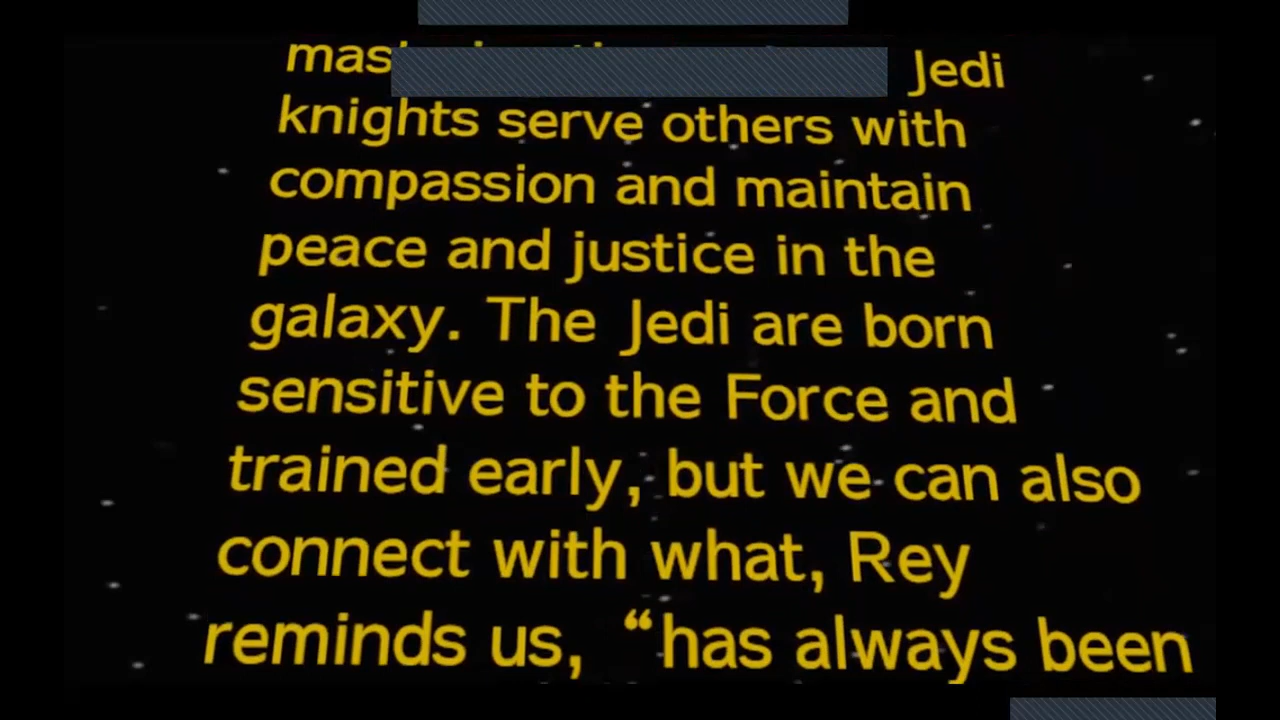 Jedi
knights serve others with
compassion and maintain
peace and justice in the
galaxy. The Jedi are born
sensitive to the Force and
trained early, but we can also
connect with what, Rey
reminds us, “has always been